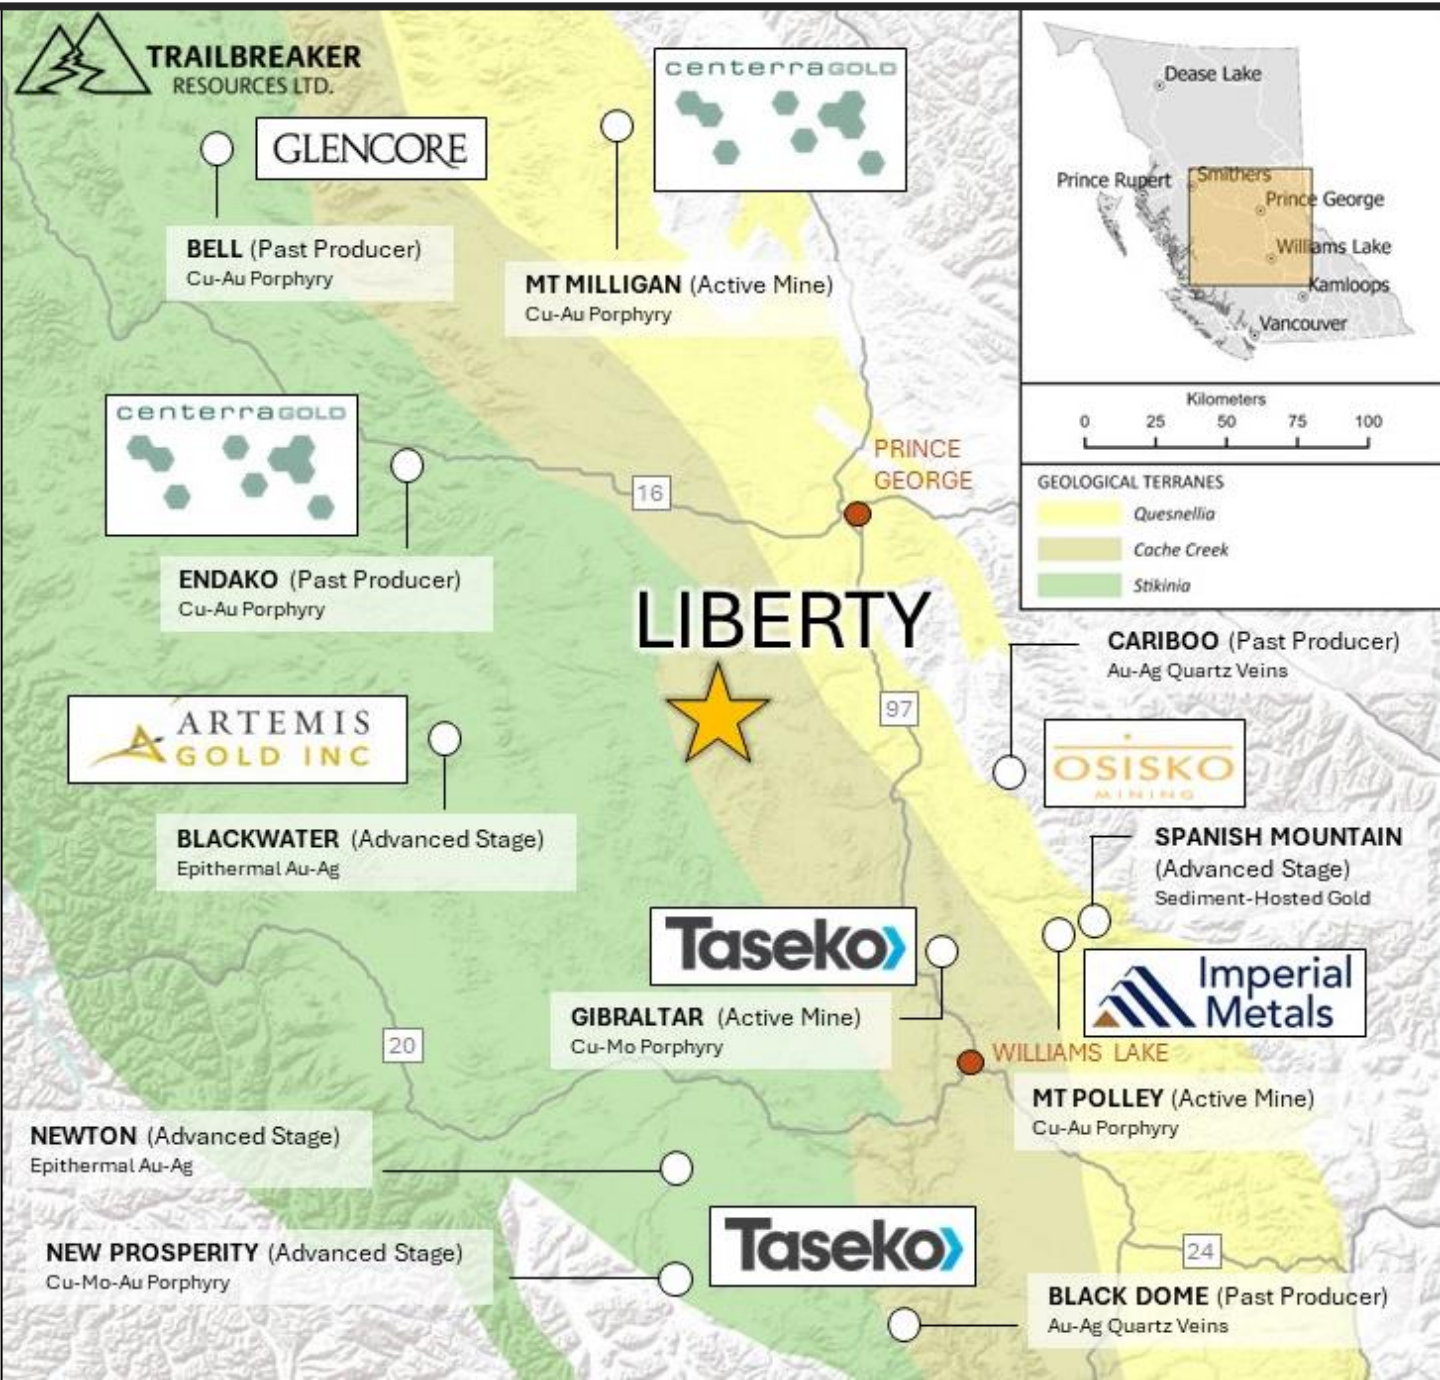 TRAILBREAKER
RESOURCES LTD.
GLENCORE
centerraGOLD
BELL (Past Producer)
Cu-Au Porphyry
MT MILLIGAN (Active Mine)
Cu-Au Porphyry
Dease Lake
Smithers
Prince Rupert
Prince George
Williams Lake
Kamloops
Vancouver
Kilometers
0 25 50 75 100
GEOLOGICAL TERRANES
Quesnellia
Cache Creek
Stikinia
centerraGOLD
PRINCE
GEORGE
16
ENDAKO (Past Producer)
Cu-Au Porphyry
LIBERTY
CARIBOO (Past Producer)
Au-Ag Quartz Veins
97
ARTEMIS
GOLD INC
OSISKO
MINING
BLACKWATER (Advanced Stage)
Epithermal Au-Ag
SPANISH MOUNTAIN
(Advanced Stage)
Sediment-Hosted Gold
Taseko
Imperial
Metals
GIBRALTAR (Active Mine)
Cu-Mo Porphyry
20
WILLIAMS LAKE
MT POLLEY (Active Mine)
Cu-Au Porphyry
NEWTON (Advanced Stage)
Epithermal Au-Ag
Taseko
NEW PROSPERITY (Advanced Stage)
Cu-Mo-Au Porphyry
24
BLACK DOME (Past Producer)
Au-Ag Quartz Veins